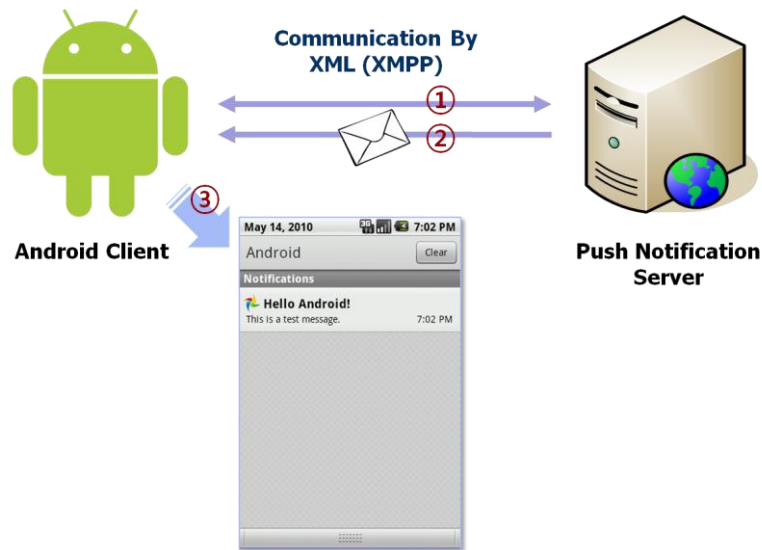 Communication By
XML (XMPP)
①
②
③
Android Client
Push Notification
Server
May 14, 2010 3G 7:02 PM
Android Clear
Notifications
Hello Android!
This is a test message. 7:02 PM